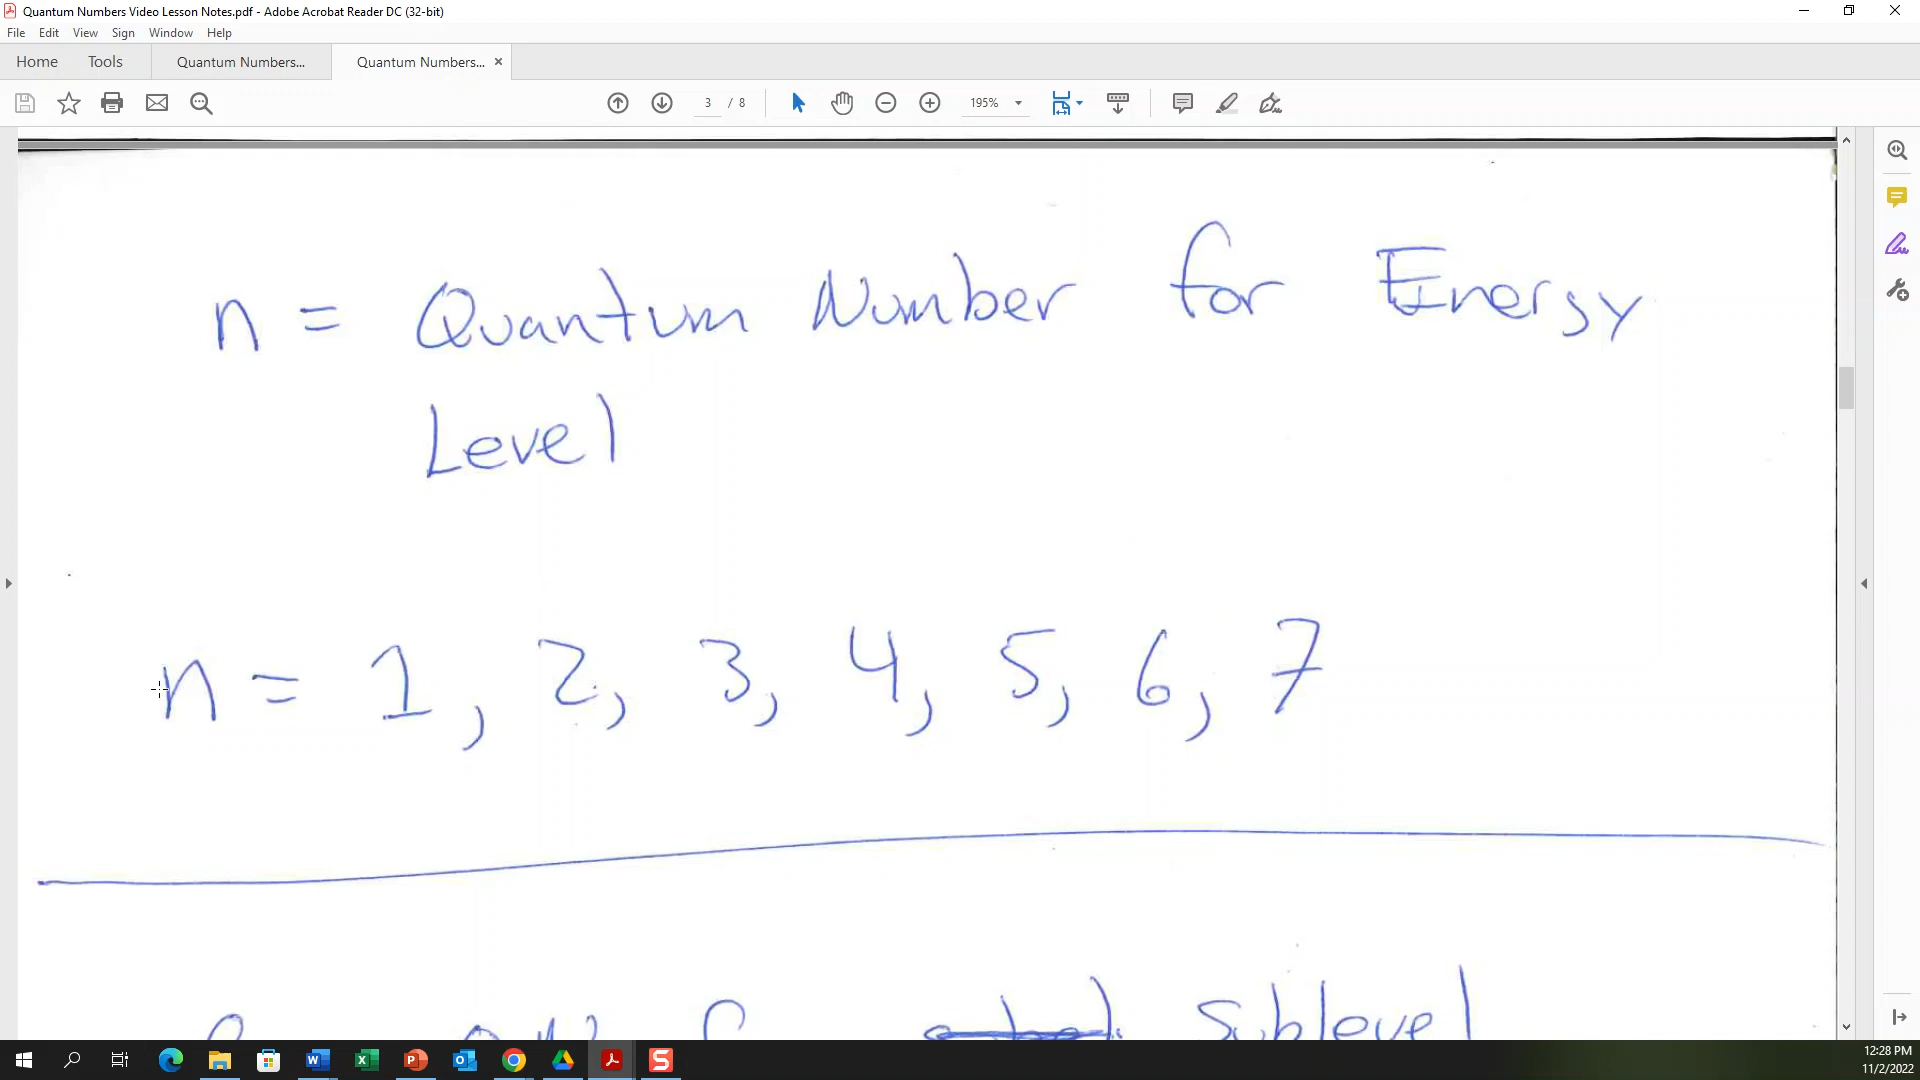 Quantum Numbers Video Lesson Notes.pdf - Adobe Acrobat Reader DC (32-bit)
File Edit View Sign Window Help
Home Tools Quantum Numbers... Quantum Numbers... ×
3 / 8 195%
n = Quantum Number for Energy
Level
n = 1, 2, 3, 4, 5, 6, 7
Sublevel
12:28 PM
11/2/2022